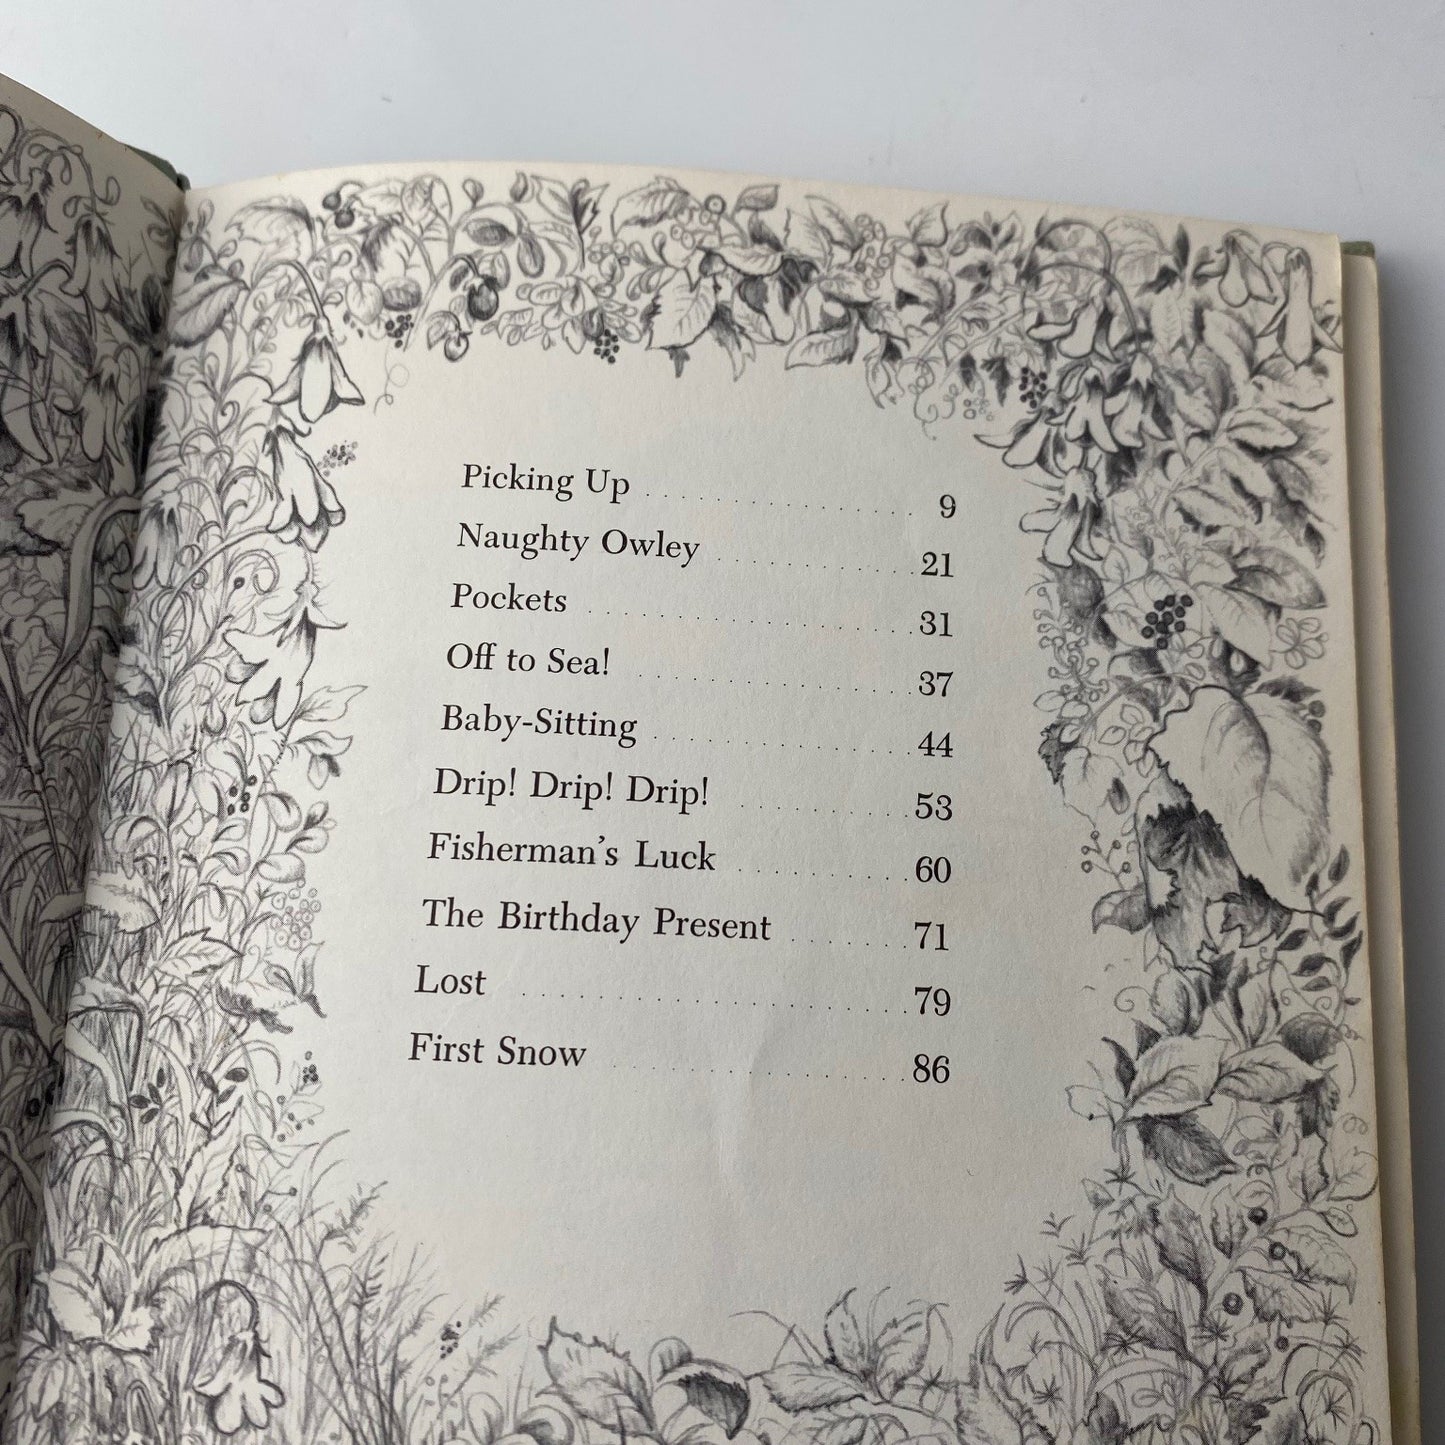 Picking Up . . . . . . . . . . . . . . . . 9
Naughty Owley . . . . . . . . . . . . 21
Pockets . . . . . . . . . . . . . . . . . . . . 31
Off to Sea! . . . . . . . . . . . . . . . . . 37
Baby-Sitting . . . . . . . . . . . . . . . . 44
Drip! Drip! Drip! . . . . . . . . . . . 53
Fisherman's Luck . . . . . . . . . . . 60
The Birthday Present . . . . . . . 71
Lost . . . . . . . . . . . . . . . . . . . . . . . 79
First Snow . . . . . . . . . . . . . . . . . 86